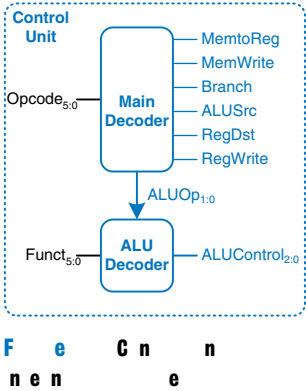 Control
Unit
MemtoReg
MemWrite
Branch
Opcode5:0
Main
Decoder
ALUSrc
RegDst
RegWrite
ALUOp1:0
Funct5:0
ALU
Decoder
ALUControl2:0
F e C n n
n e n e